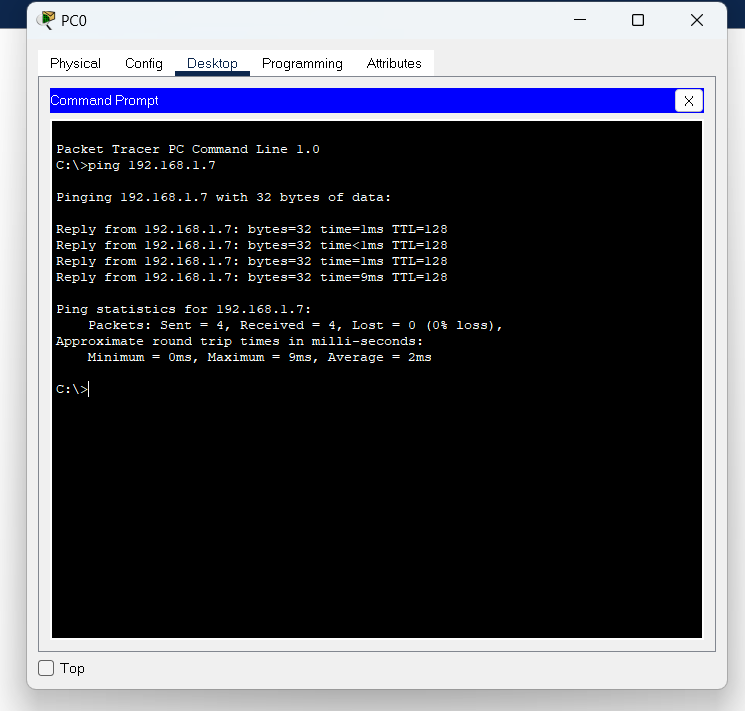 PC0
Physical Config Desktop Programming Attributes
Command Prompt X
Packet Tracer PC Command Line 1.0
C:\>ping 192.168.1.7
Pinging 192.168.1.7 with 32 bytes of data:
Reply from 192.168.1.7: bytes=32 time=1ms TTL=128
Reply from 192.168.1.7: bytes=32 time<1ms TTL=128
Reply from 192.168.1.7: bytes=32 time=1ms TTL=128
Reply from 192.168.1.7: bytes=32 time=9ms TTL=128
Ping statistics for 192.168.1.7:
Packets: Sent = 4, Received = 4, Lost = 0 (0% loss),
Approximate round trip times in milli-seconds:
Minimum = 0ms, Maximum = 9ms, Average = 2ms
C:\>
Top